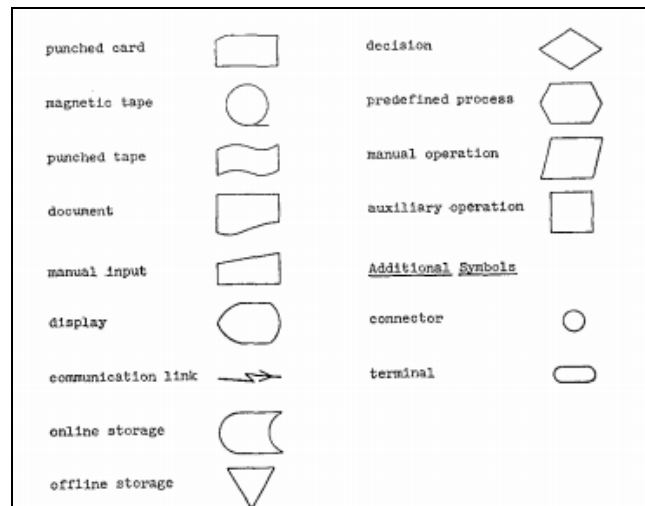 punched card
magnetic tape
punched tape
document
manual input
display
communication link
online storage
offline storage
decision
predefined process
manual operation
auxiliary operation
Additional Symbols
connector
terminal